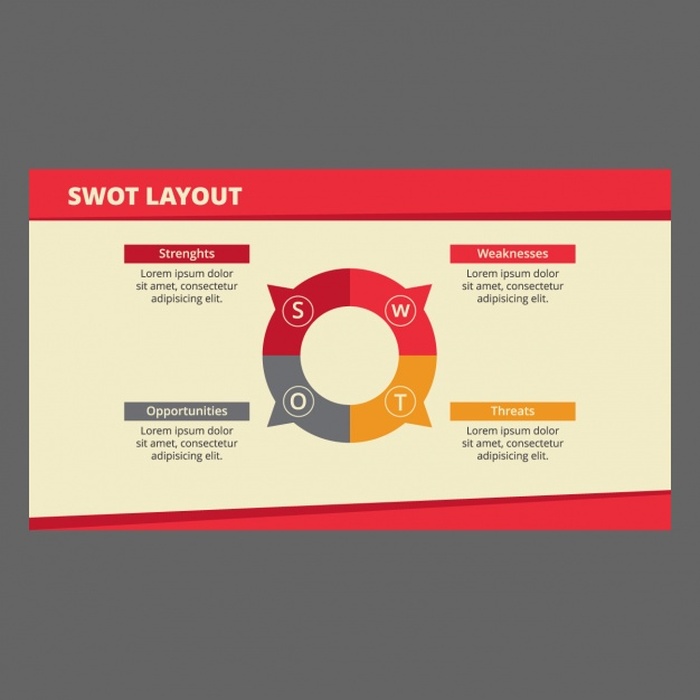 SWOT LAYOUT
Strenghts
Lorem ipsum dolor
sit amet, consectetur
adipisicing elit.
Weaknesses
Lorem ipsum dolor
sit amet, consectetur
adipisicing elit.
S
W
O
T
Opportunities
Lorem ipsum dolor
sit amet, consectetur
adipisicing elit.
Threats
Lorem ipsum dolor
sit amet, consectetur
adipisicing elit.